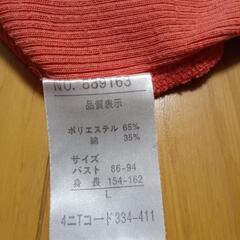 NO. 889163
品質表示
ポリエステル 65%
綿 35%
サイズ
バスト 86-94
身長 154-162
L
4ニTコード334-411